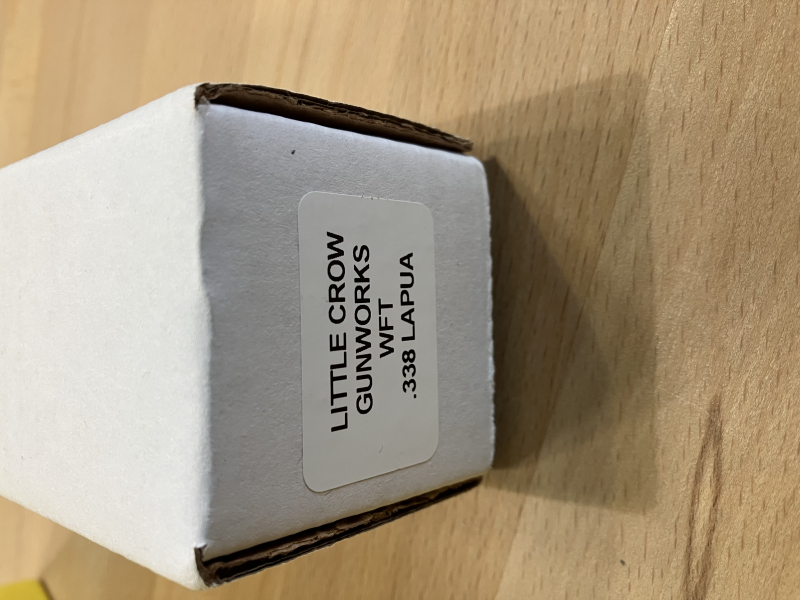 LITTLE CROW
GUNWORKS
WFT
.338 LAPUA